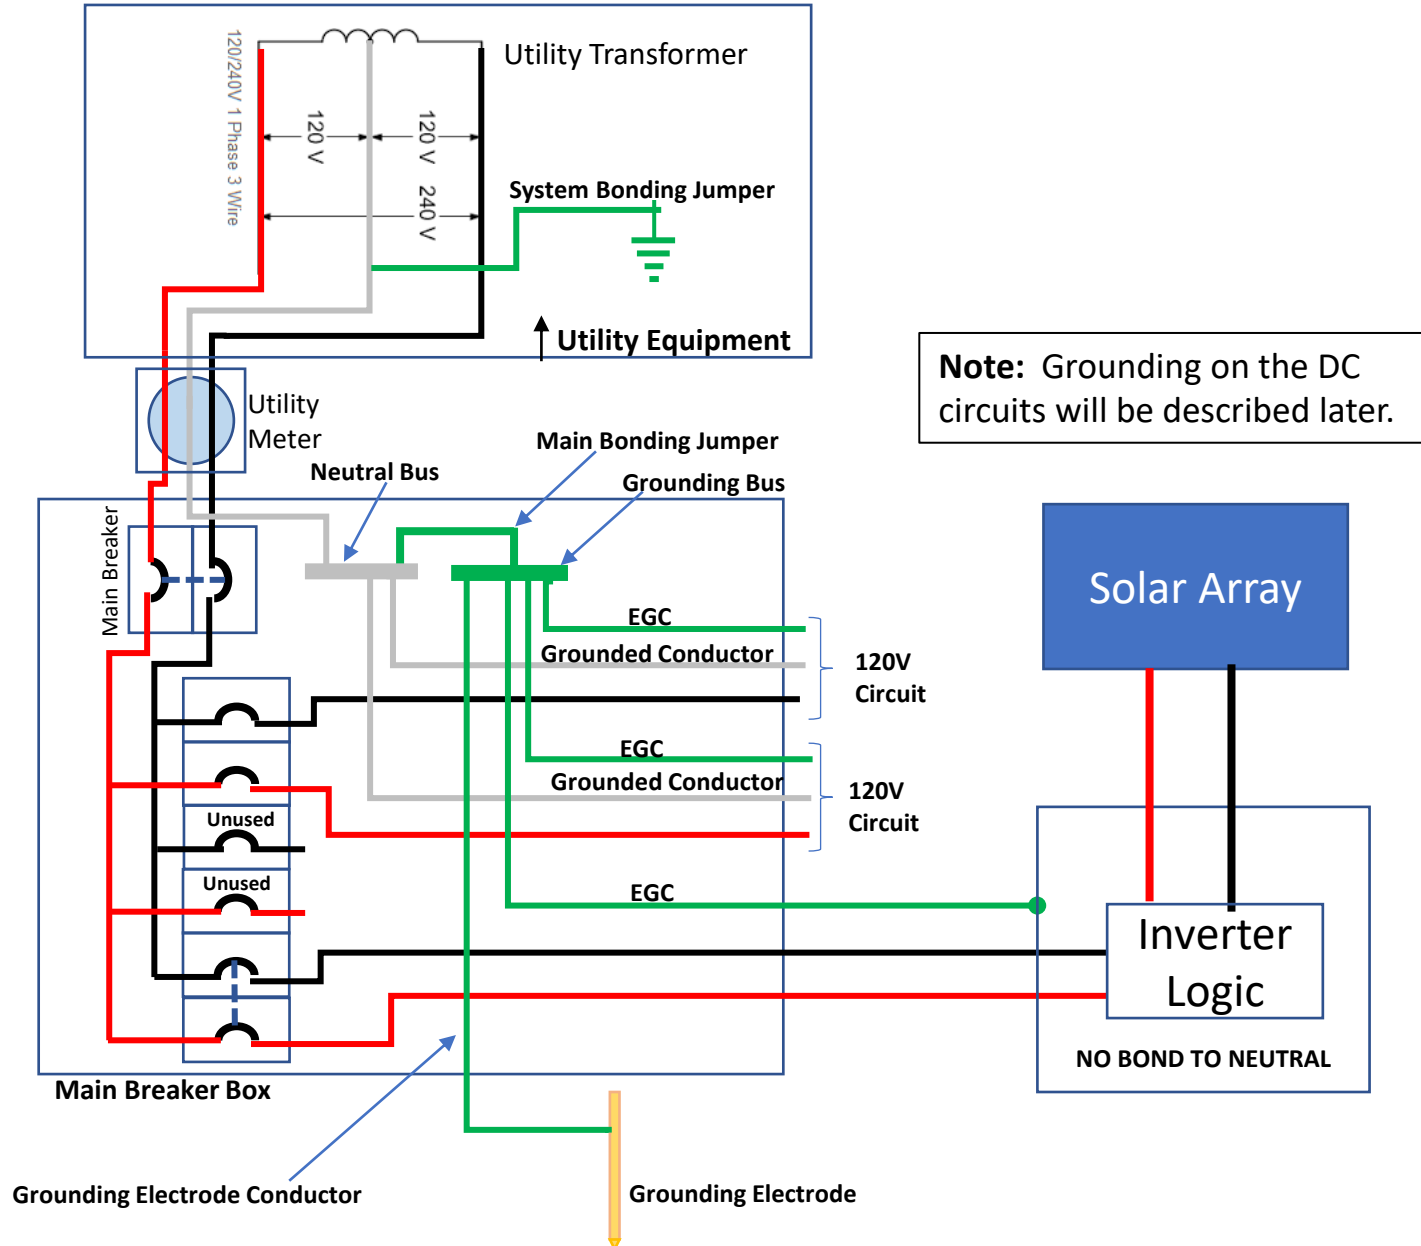 Utility Transformer
120/240V 1 Phase 3 Wire
120 V
120 V
240 V
System Bonding Jumper
Utility Equipment
Note: Grounding on the DC
circuits will be described later.
Utility
Meter
Main Bonding Jumper
Neutral Bus
Grounding Bus
Main Breaker
Solar Array
EGC
Grounded Conductor
120V
Circuit
EGC
Grounded Conductor
120V
Circuit
Unused
Unused
EGC
Inverter
Logic
NO BOND TO NEUTRAL
Main Breaker Box
Grounding Electrode Conductor
Grounding Electrode